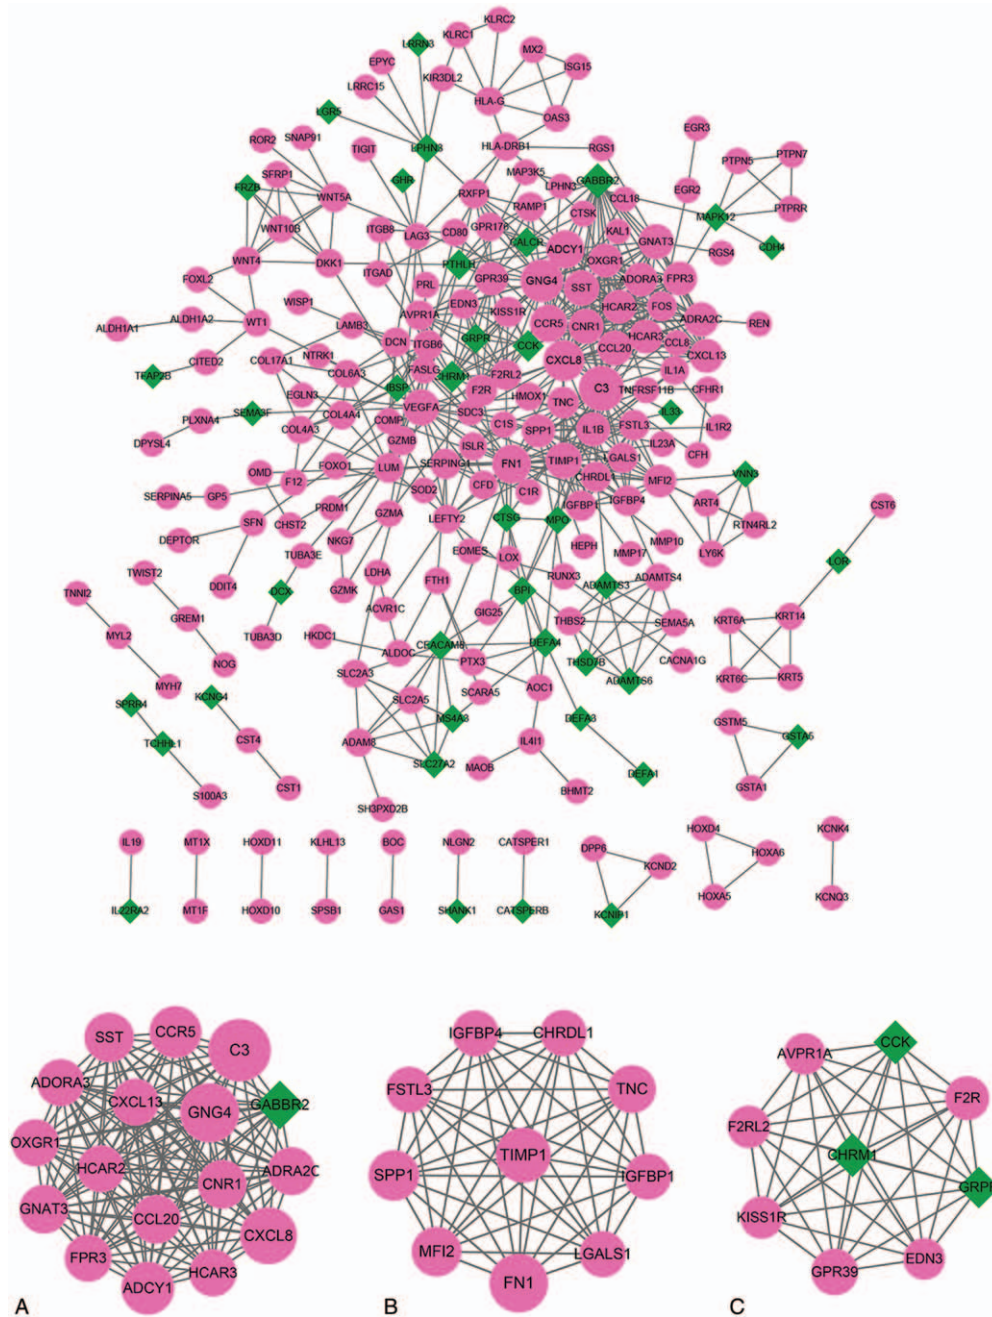 KLRC2
KLRC1
LRRN3
MX2
EPYC
ISG15
KIR3DL2
LRRC15
HLA-G
LGR5
OAS3
EGR3
SNAP91
ROR2
TIGIT
LPHN3
HLA-DRB1
RGS1
PTPN5
PTPN7
SFRP1
MAP3K5
GABBR2
FRZB
GHR
LPHN3
WNT5A
RXFP1
EGR2
CCL18
PTPRR
RAMP1
CTSK
MAPK12
WNT10B
ITGB8
LAG3
CD80
GPR176
KAL1
GNAT3
CALCR
ADCY1
CDH4
RGS4
WNT4
DKK1
PTHLH
OXGR1
ITGAD
ADORA3
FPR3
GPR39
GNG4
SST
FOXL2
PRL
WISP1
EDN3
HCAR2
FOS
KISS1R
AVPR1A
ALDH1A1
ALDH1A2
WT1
LAMB3
CCR5
CNR1
ADRA2C
REN
GRPR
HCAR3
DCN
ITGB6
CCK
CCL20
CCL8
CITED2
COL17A1
NTRK1
CXCL8
CXCL13
TFAP2B
COL6A3
FASLG
CHRM1
F2RL2
IL1A
IBSP
F2R
C3
TNFRSF11B
CFHR1
EGLN3
HMOX1
VEGFA
TNC
SEMA3F
COL4A4
SDC3
IL33
PLXNA4
COMP
C1S
SPP1
IL1B
FSTL3
IL1R2
COL4A3
GZMB
DPYSL4
ISLR
IL23A
LGALS1
CFH
SERPING1
FN1
TIMP1
OMD
FOXO1
LUM
CHRDL1
MFI2
VNN3
F12
SOD2
CFD
C1R
SERPINA5
GP5
IGFBP1
IGFBP4
ART4
PRDM1
GZMA
LEFTY2
CTSG
MPO
RTN4RL2
CST6
SFN
CHST2
DEPTOR
NKG7
EOMES
HEPH
MMP10
TUBA3E
LOX
MMP17
LY6K
LOR
TWIST2
LDHA
RUNX3
ADAMTS3
ADAMTS4
TNNI2
DDIT4
DCX
GZMK
FTH1
BPI
ACVR1C
GIG25
THBS2
SEMA5A
KRT6A
KRT14
GREM1
MYL2
TUBA3D
HKDC1
CEACAM8
DEFA4
ALDOC
PTX3
THSD7B
CACNA1G
NOG
SLC2A3
ADAMTS6
KRT6C
KRT5
MYH7
KCNG4
SLC2A5
SCARA5
AOC1
SPRR4
MS4A3
DEFA3
GSTM5
CST4
ADAM8
IL4I1
GSTA5
TCHHL1
SLC27A2
MAOB
DEFA1
S100A3
CST1
BHMT2
GSTA1
SH3PXD2B
IL19
MT1X
HOXD11
KLHL13
BOC
NLGN2
CATSPER1
DPP6
KCND2
HOXD4
HOXA6
KCNK4
IL22RA2
MT1F
HOXD10
SPSB1
GAS1
SHANK1
CATSPERB
KCNIP1
HOXA5
KCNQ3
SST
CCR5
C3
ADORA3
CXCL13
GNG4
GABBR2
OXGR1
HCAR2
CNR1
ADRA2C
GNAT3
CCL20
CXCL8
FPR3
HCAR3
ADCY1
A
IGFBP4
CHRDL1
FSTL3
TNC
TIMP1
SPP1
IGFBP1
MFI2
LGALS1
FN1
B
CCK
AVPR1A
F2R
F2RL2
CHRM1
GRPR
KISS1R
EDN3
GPR39
C